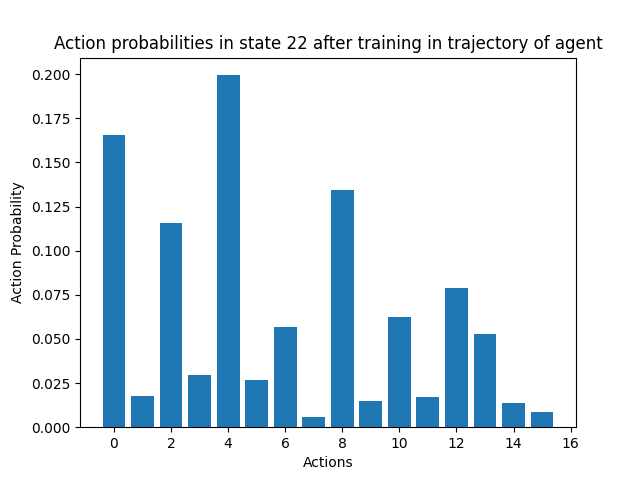 Action probabilities in state 22 after training in trajectory of agent
0.200
0.175
0.150
0.125
0.100
0.075
0.050
0.025
0.000
Action Probability
0 2 4 6 8 10 12 14 16
Actions